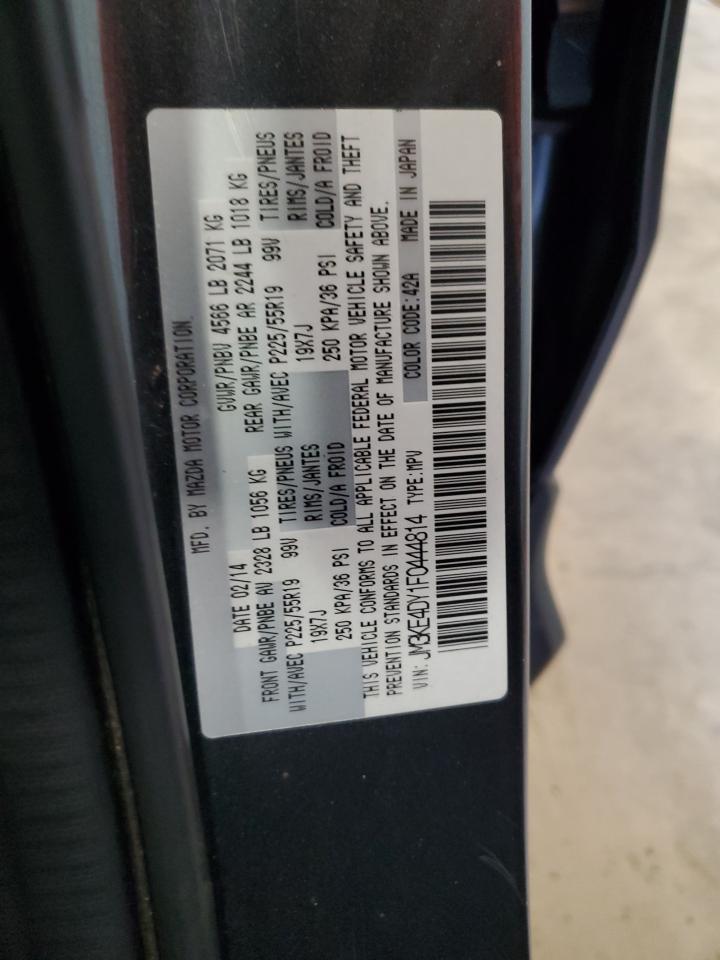 MFD. BY MAZDA MOTOR CORPORATION
DATE 02/14 GVWR/PNBV 4566 LB 2071 KG
FRONT GAWR/PNBE AV 2328 LB 1056 KG REAR GAWR/PNBE AR 2244 LB 1018 KG
WITH/AVEC P225/55R19 99V TIRES/PNEUS WITH/AVEC P225/55R19 99V TIRES/PNEUS
19X7J RIMS/JANTES 19X7J RIMS/JANTES
250 KPA/36 PSI COLD/A FROID 250 KPA/36 PSI COLD/A FROID
THIS VEHICLE CONFORMS TO ALL APPLICABLE FEDERAL MOTOR VEHICLE SAFETY AND THEFT
PREVENTION STANDARDS IN EFFECT ON THE DATE OF MANUFACTURE SHOWN ABOVE.
VIN: JM3KE4DY1F0444814 TYPE:MPV COLOR CODE:42A MADE IN JAPAN